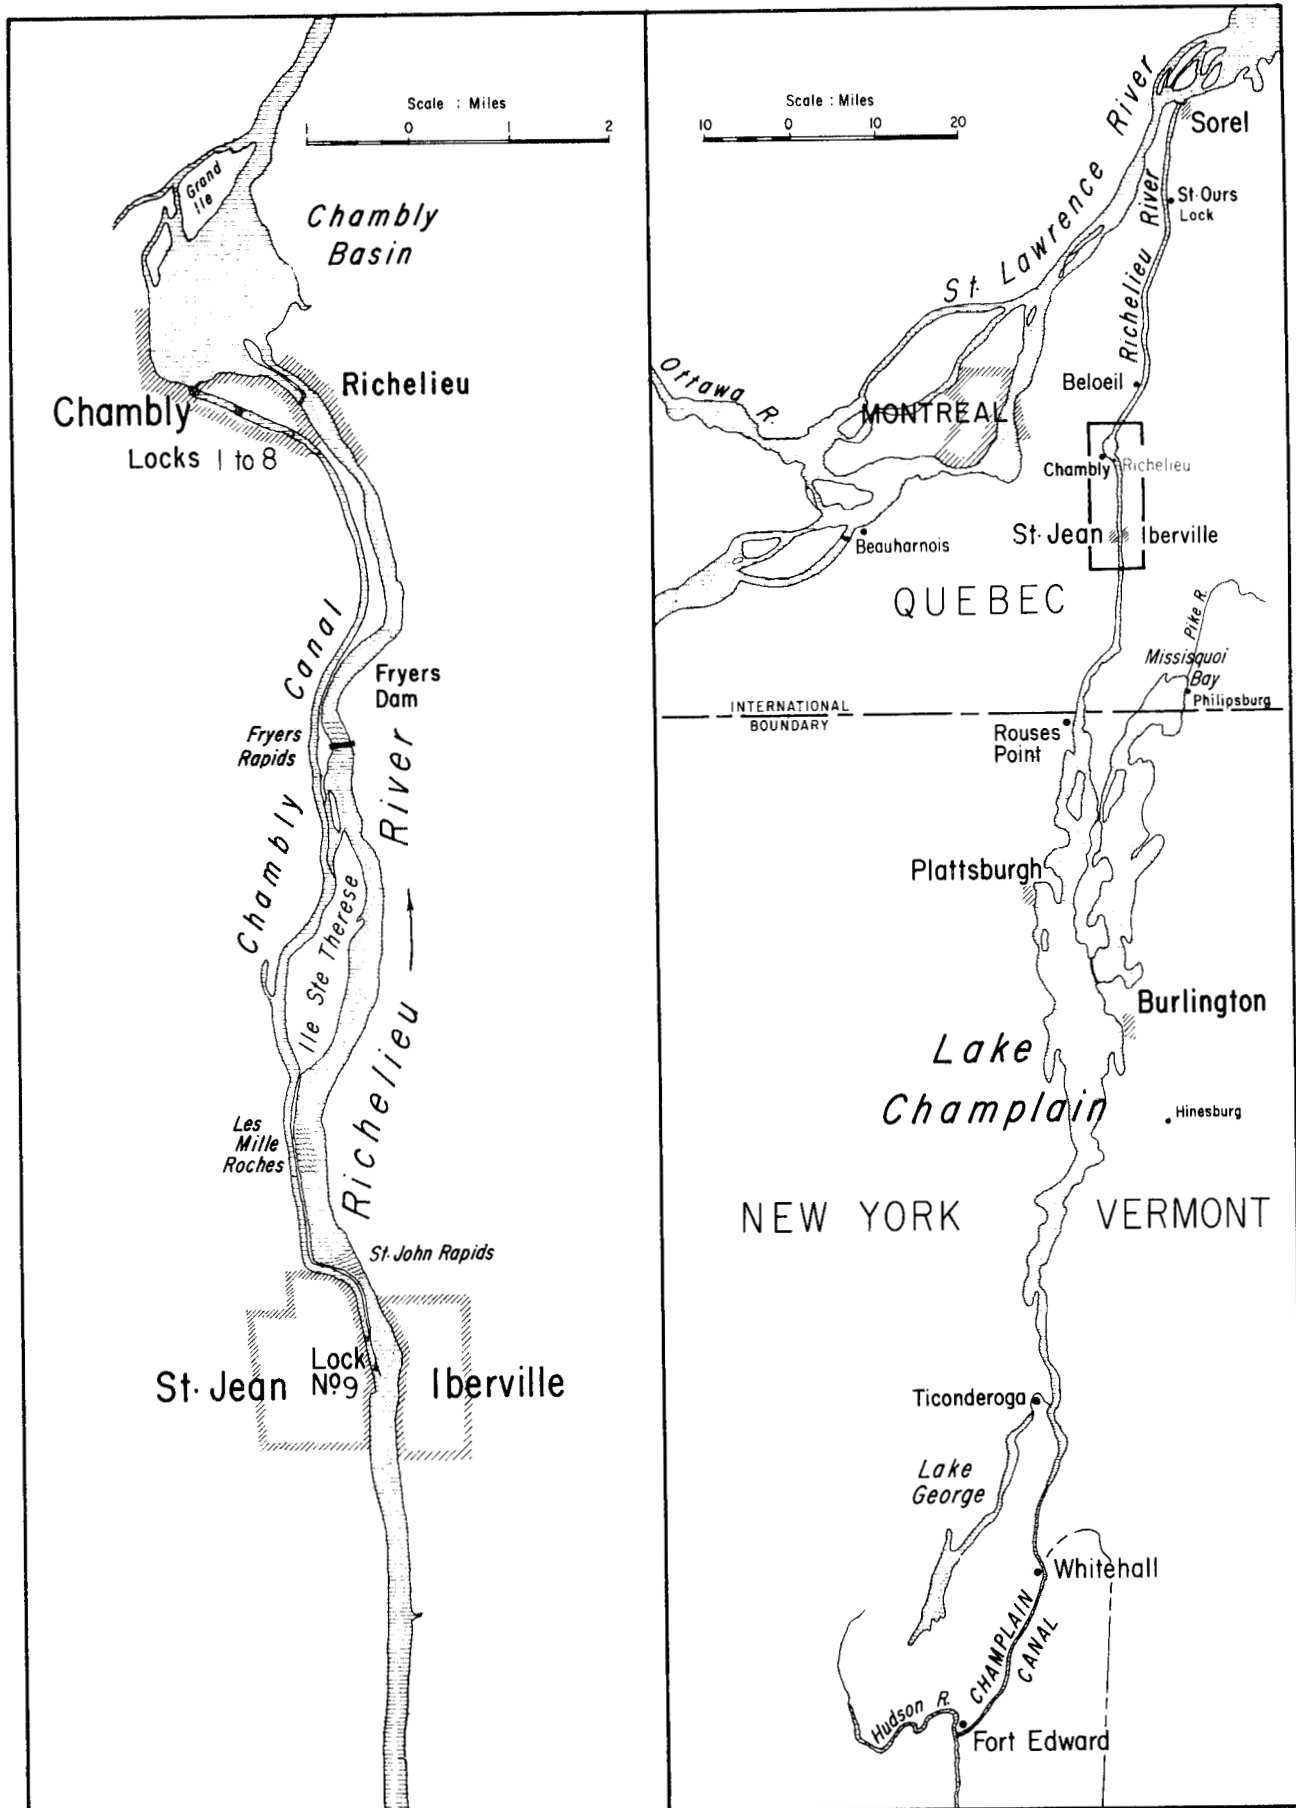 Scale : Miles
1 0 1 2
Grand
Ile
Chambly
Basin
Richelieu
Chambly
Locks 1 to 8
Chambly Canal
Fryers
Dam
Fryers
Rapids
Richelieu River
Ile Ste Therese
Les
Mille
Roches
St. John Rapids
Lock
Nº9
St. Jean
Iberville
Scale : Miles
10 0 10 20
St. Lawrence River
Sorel
St. Ours
Lock
Richelieu River
Ottawa R.
Beloeil
MONTREAL
Chambly
Richelieu
St. Jean
Iberville
Beauharnois
QUEBEC
Pike R.
Missisquoi
Bay
Philipsburg
INTERNATIONAL
BOUNDARY
Rouses
Point
Plattsburgh
Burlington
Lake
Champlain
Hinesburg
NEW YORK
VERMONT
Ticonderoga
Lake
George
Whitehall
CHAMPLAIN
CANAL
Hudson R.
Fort Edward